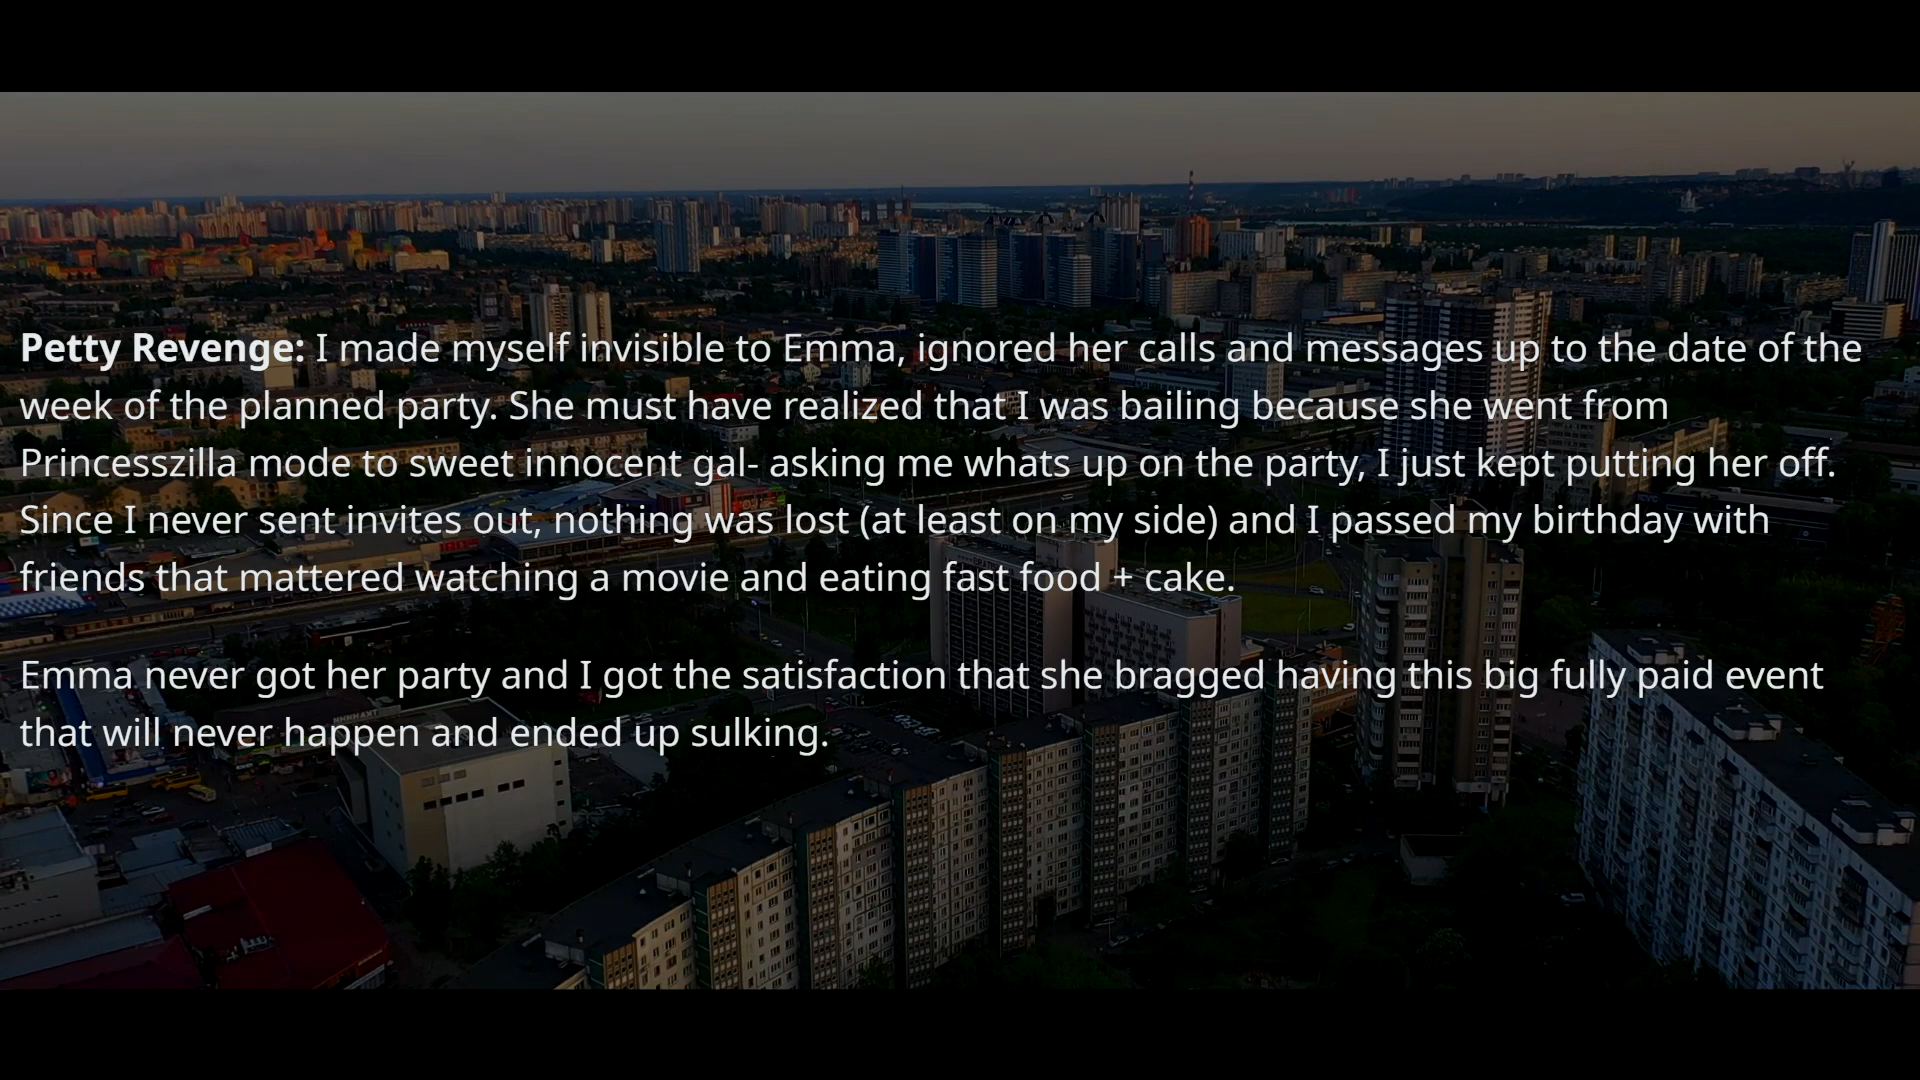 Petty Revenge: I made myself invisible to Emma, ignored her calls and messages up to the date of the
week of the planned party. She must have realized that I was bailing because she went from
Princesszilla mode to sweet innocent gal- asking me whats up on the party, I just kept putting her off.
Since I never sent invites out, nothing was lost (at least on my side) and I passed my birthday with
friends that mattered watching a movie and eating fast food + cake.
Emma never got her party and I got the satisfaction that she bragged having this big fully paid event
that will never happen and ended up sulking.